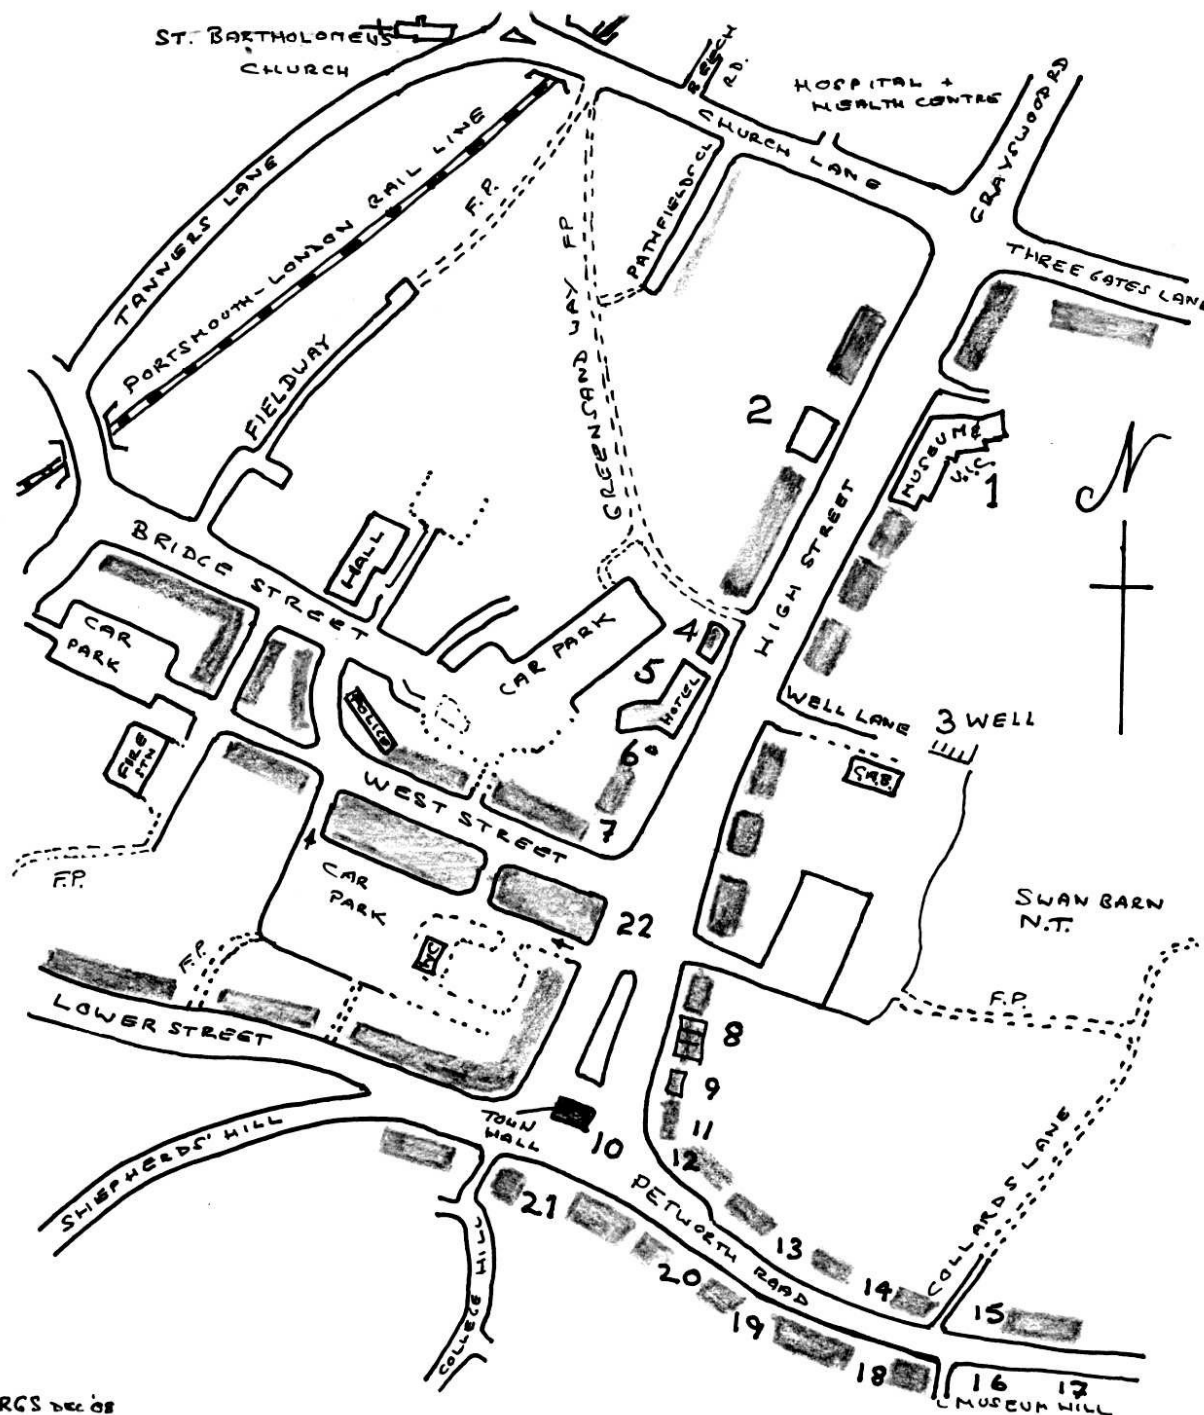 ST. BARTHOLOMEWS
CHURCH
BEECH
RD.
HOSPITAL +
HEALTH CENTRE
GRAYSWOOD RD
CHURCH LANE
THREE GATES LANE
TANNERS LANE
PORTSMOUTH-LONDON RAIL LINE
F.P.
PATHFIELDS CL
GREENSAND WAY FP
FIELDWAY
2
HIGH STREET
MUSEUM &
1
N
BRIDGE STREET
HALL
CAR
PARK
CAR PARK
4
5
HOTEL
6
WELL LANE
3 WELL
POLICE
FIRE
STN
WEST STREET
7
F.P.
CAR
PARK
22
SWAN BARN
N.T.
WC
F.P.
F.P.
LOWER STREET
8
9
TOWN
HALL
10
11
12
SHEPHERDS' HILL
21
PETWORTH ROAD
COLLARDS LANE
13
20
14
15
COLLEGE HILL
19
18
16
17
MUSEUM HILL
RGS DEC '08